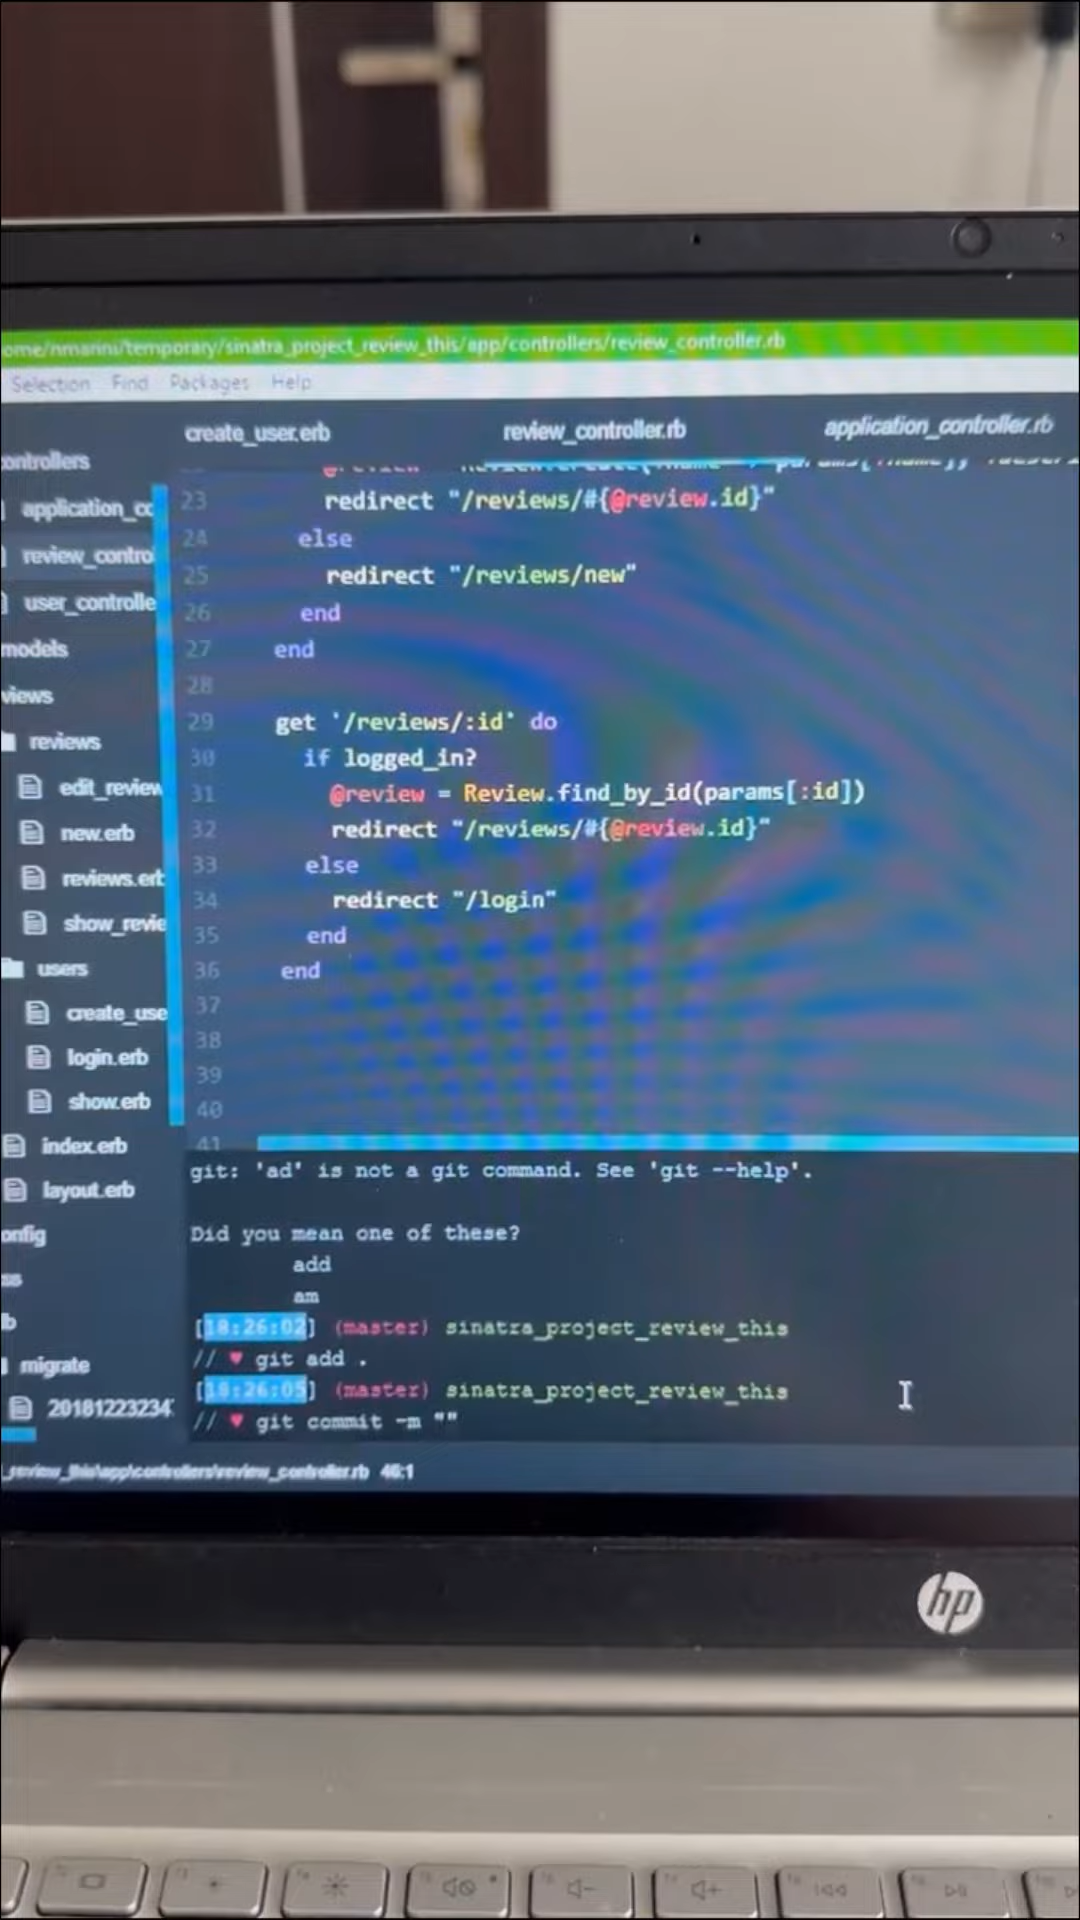 ome/nmanni/temporary/sinatra_project_review_this/app/controllers/review_controller.rb
Selection Find Packages Help
create_user.erb review_controller.rb application_controller.rb
ontrollers
application_cc
review_contro
user_controlle
models
views
reviews
edit_review
new.erb
reviews.erb
show_revie
users
create_use
login.erb
show.erb
index.erb
layout.erb
onfig
ss
b
migrate
20181223234
23 redirect "/reviews/#{@review.id}"
24 else
25 redirect "/reviews/new"
26 end
27 end
28
29 get '/reviews/:id' do
30 if logged_in?
31 @review = Review.find_by_id(params[:id])
32 redirect "/reviews/#{@review.id}"
33 else
34 redirect "/login"
35 end
36 end
37
38
39
40
41
git: 'ad' is not a git command. See 'git --help'.
Did you mean one of these?
add
am
[18:26:02] (master) sinatra_project_review_this
// ♥ git add .
[18:26:05] (master) sinatra_project_review_this
// ♥ git commit -m ""
_review_this\app\controllers\review_controller.rb 46:1
hp